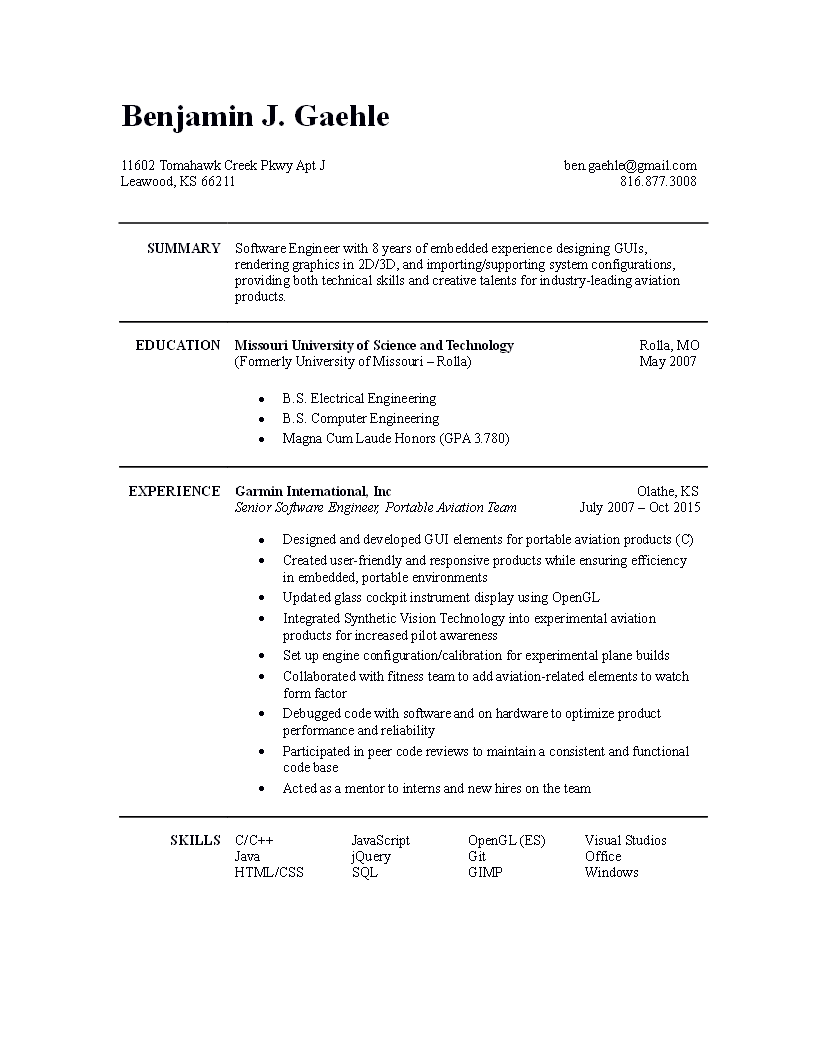 Benjamin J. Gaehle
11602 Tomahawk Creek Pkwy Apt J ben.gaehle@gmail.com
Leawood, KS 66211 816.877.3008
SUMMARY Software Engineer with 8 years of embedded experience designing GUIs,
rendering graphics in 2D/3D, and importing/supporting system configurations,
providing both technical skills and creative talents for industry-leading aviation
products.
EDUCATION Missouri University of Science and Technology Rolla, MO
(Formerly University of Missouri – Rolla) May 2007
• B.S. Electrical Engineering
• B.S. Computer Engineering
• Magna Cum Laude Honors (GPA 3.780)
EXPERIENCE Garmin International, Inc Olathe, KS
Senior Software Engineer, Portable Aviation Team July 2007 – Oct 2015
• Designed and developed GUI elements for portable aviation products (C)
• Created user-friendly and responsive products while ensuring efficiency
in embedded, portable environments
• Updated glass cockpit instrument display using OpenGL
• Integrated Synthetic Vision Technology into experimental aviation
products for increased pilot awareness
• Set up engine configuration/calibration for experimental plane builds
• Collaborated with fitness team to add aviation-related elements to watch
form factor
• Debugged code with software and on hardware to optimize product
performance and reliability
• Participated in peer code reviews to maintain a consistent and functional
code base
• Acted as a mentor to interns and new hires on the team
SKILLS C/C++ JavaScript OpenGL (ES) Visual Studios
Java jQuery Git Office
HTML/CSS SQL GIMP Windows